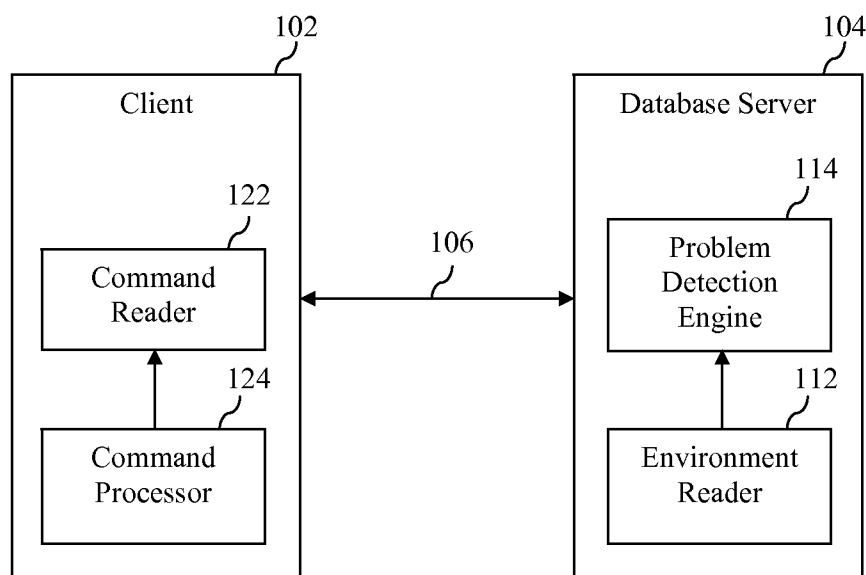 102
104
Client
Database Server
122
114
Command
Reader
106
Problem
Detection
Engine
124
112
Command
Processor
Environment
Reader